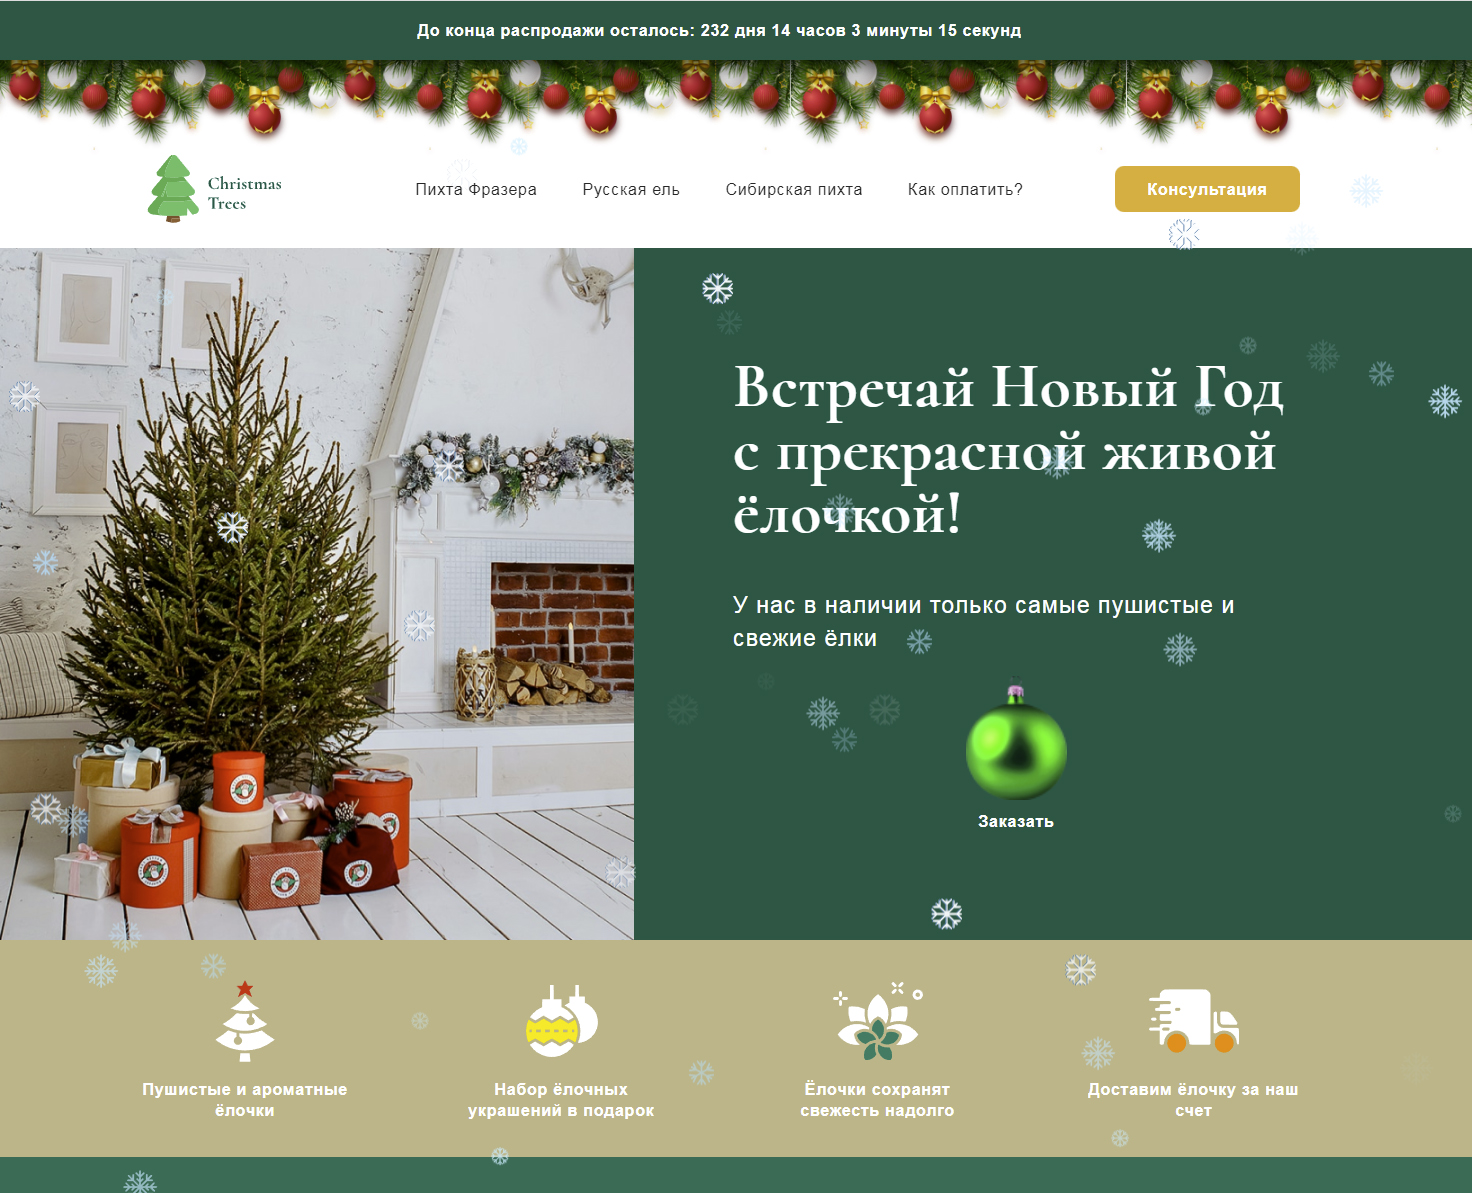 До конца распродажи осталось: 232 дня 14 часов 3 минуты 15 секунд
Christmas
Trees
Пихта Фразера
Русская ель
Сибирская пихта
Как оплатить?
Консультация
Встречай Новый Год
с прекрасной живой
ёлочкой!
У нас в наличии только самые пушистые и
свежие ёлки
Заказать
Пушистые и ароматные
ёлочки
Набор ёлочных
украшений в подарок
Ёлочки сохранят
свежесть надолго
Доставим ёлочку за наш
счет